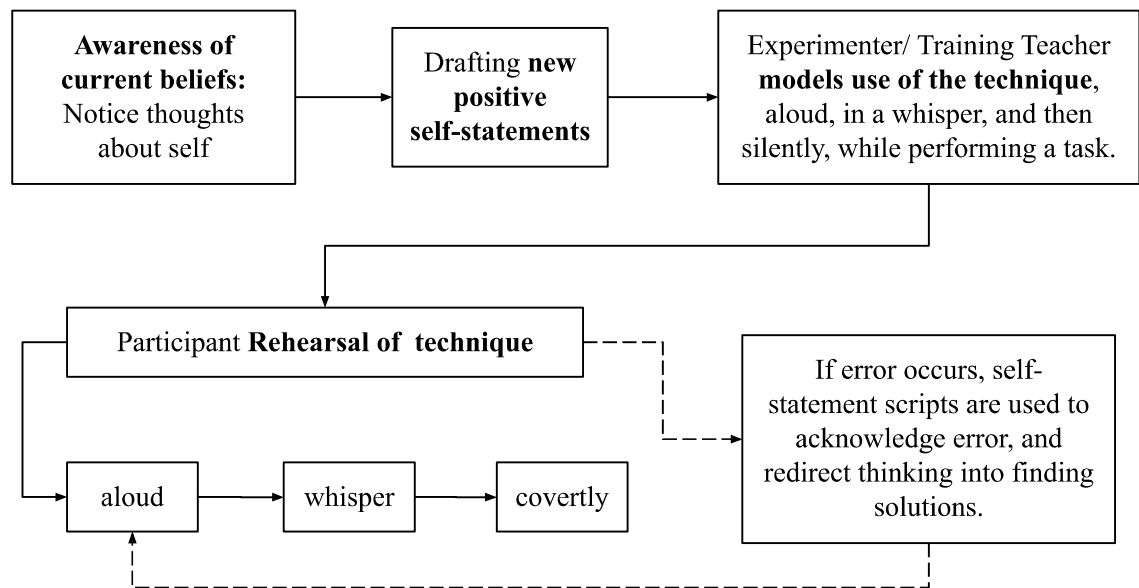 Awareness of
current beliefs:
Notice thoughts
about self
Drafting new
positive
self-statements
Experimenter/ Training Teacher
models use of the technique,
aloud, in a whisper, and then
silently, while performing a task.
Participant Rehearsal of technique
If error occurs, self-
statement scripts are used to
acknowledge error, and
redirect thinking into finding
solutions.
aloud
whisper
covertly